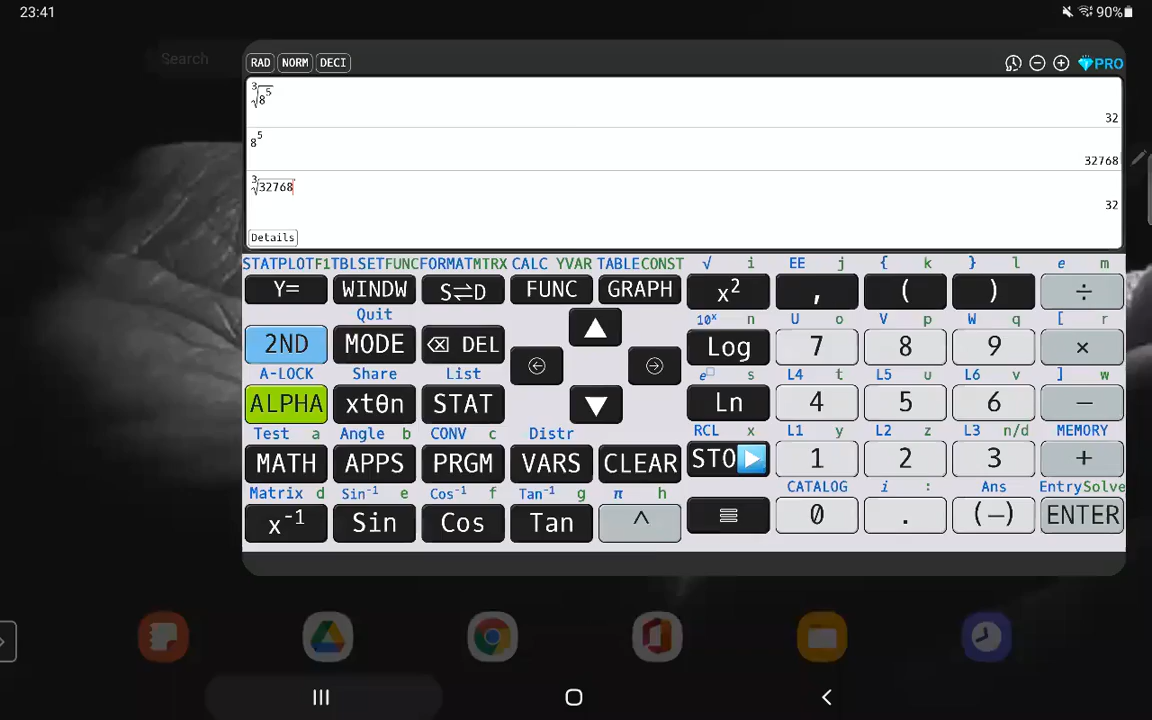 23:41
90%
Search
RAD NORM DECI
PRO
∛8⁵
32
8⁵
32768
∛32768
32
Details
STATPLOT F1 TBLSET FUNC FORMAT MTRX CALC YVAR TABLE CONST √ i EE j { k } l e m
Y= WINDW S⇌D FUNC GRAPH x² , ( ) ÷
Quit 10ˣ n U o V p W q [ r
2ND MODE DEL Log 7 8 9 ×
A-LOCK Share List e□ s L4 t L5 u L6 v ] w
ALPHA xtθn STAT Ln 4 5 6 −
Test a Angle b CONV c Distr RCL x L1 y L2 z L3 n/d MEMORY
MATH APPS PRGM VARS CLEAR STO 1 2 3 +
Matrix d Sin⁻¹ e Cos⁻¹ f Tan⁻¹ g π h CATALOG i : Ans Entry Solve
x⁻¹ Sin Cos Tan ^ 0 . (−) ENTER